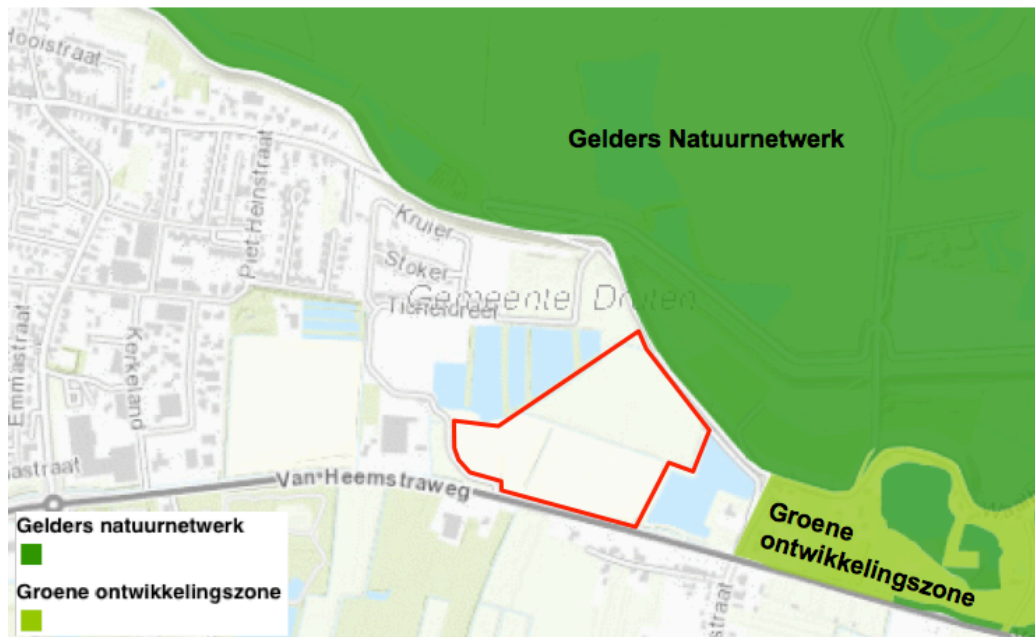 Hooistraat
Gelders Natuurnetwerk
Piet Heinstraat
Kruier
Stoker
Gemeente Druten
Emmastraat
Kerkeland
astraat
Van Heemstraweg
Gelders natuurnetwerk
Groene ontwikkelingszone
Groene
ontwikkelingszone